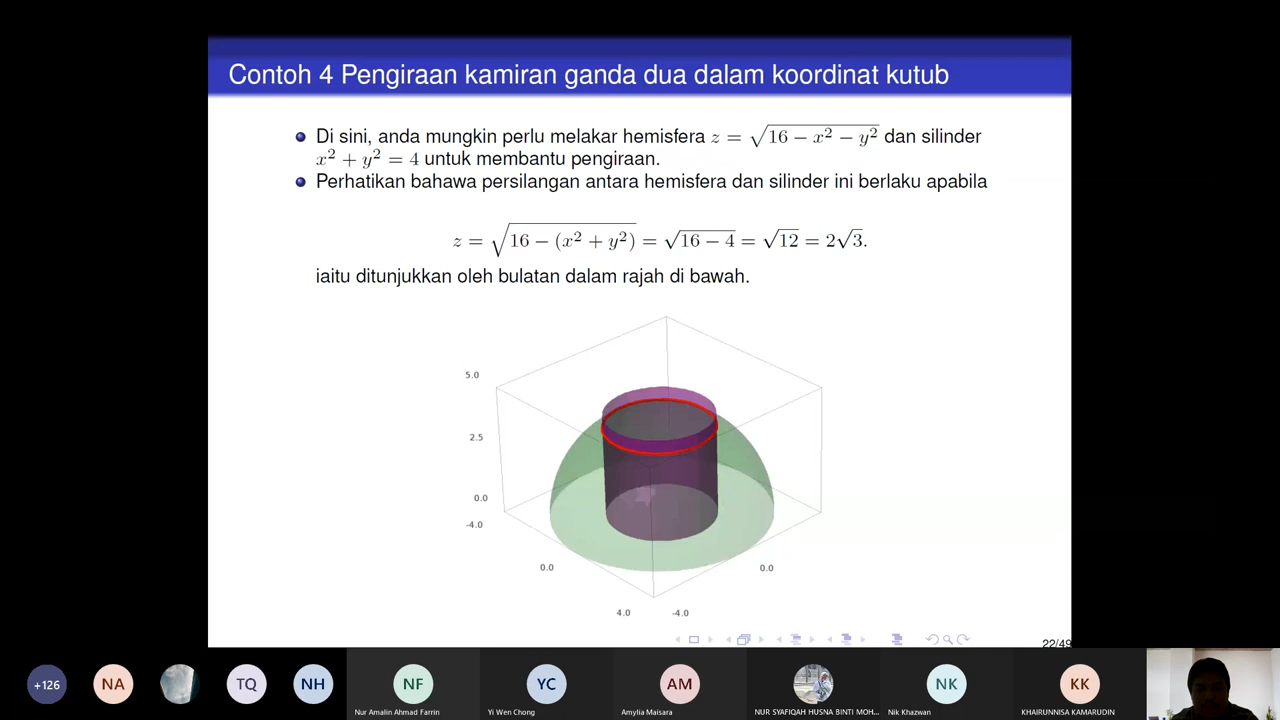 Contoh 4 Pengiraan kamiran ganda dua dalam koordinat kutub
Di sini, anda mungkin perlu melakar hemisfera z = √(16 − x² − y²) dan silinder
x² + y² = 4 untuk membantu pengiraan.
Perhatikan bahawa persilangan antara hemisfera dan silinder ini berlaku apabila
z = √(16 − (x² + y²)) = √(16 − 4) = √12 = 2√3.
iaitu ditunjukkan oleh bulatan dalam rajah di bawah.
5.0
2.5
0.0
-4.0
0.0
0.0
4.0
-4.0
22/49
+126
NA
TQ
NH
NF
YC
AM
NK
KK
Nur Amalin Ahmad Farrin
Yi Wen Chong
Amylia Maisara
NUR SYAFIQAH HUSNA BINTI MOH...
Nik Khazwan
KHAIRUNNISA KAMARUDIN